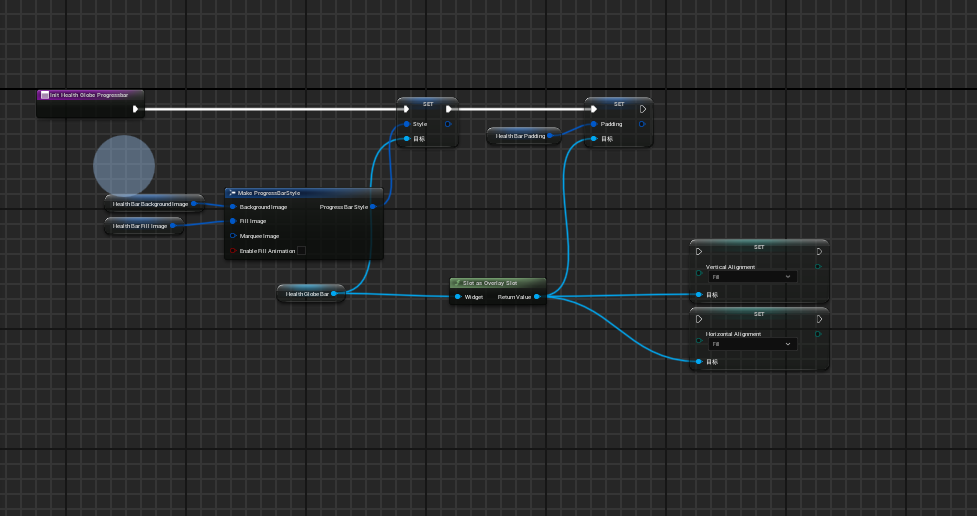 Init Health Globe Progressbar
SET
Style
目标
SET
Health Bar Padding
Padding
目标
Make ProgressBarStyle
Health Bar Background Image
Background Image
Progress Bar Style
Health Bar Fill Image
Fill Image
Marquee Image
Enable Fill Animation
SET
Vertical Alignment
Fill
目标
Health Globe Bar
Slot as Overlay Slot
Widget
Return Value
SET
Horizontal Alignment
Fill
目标